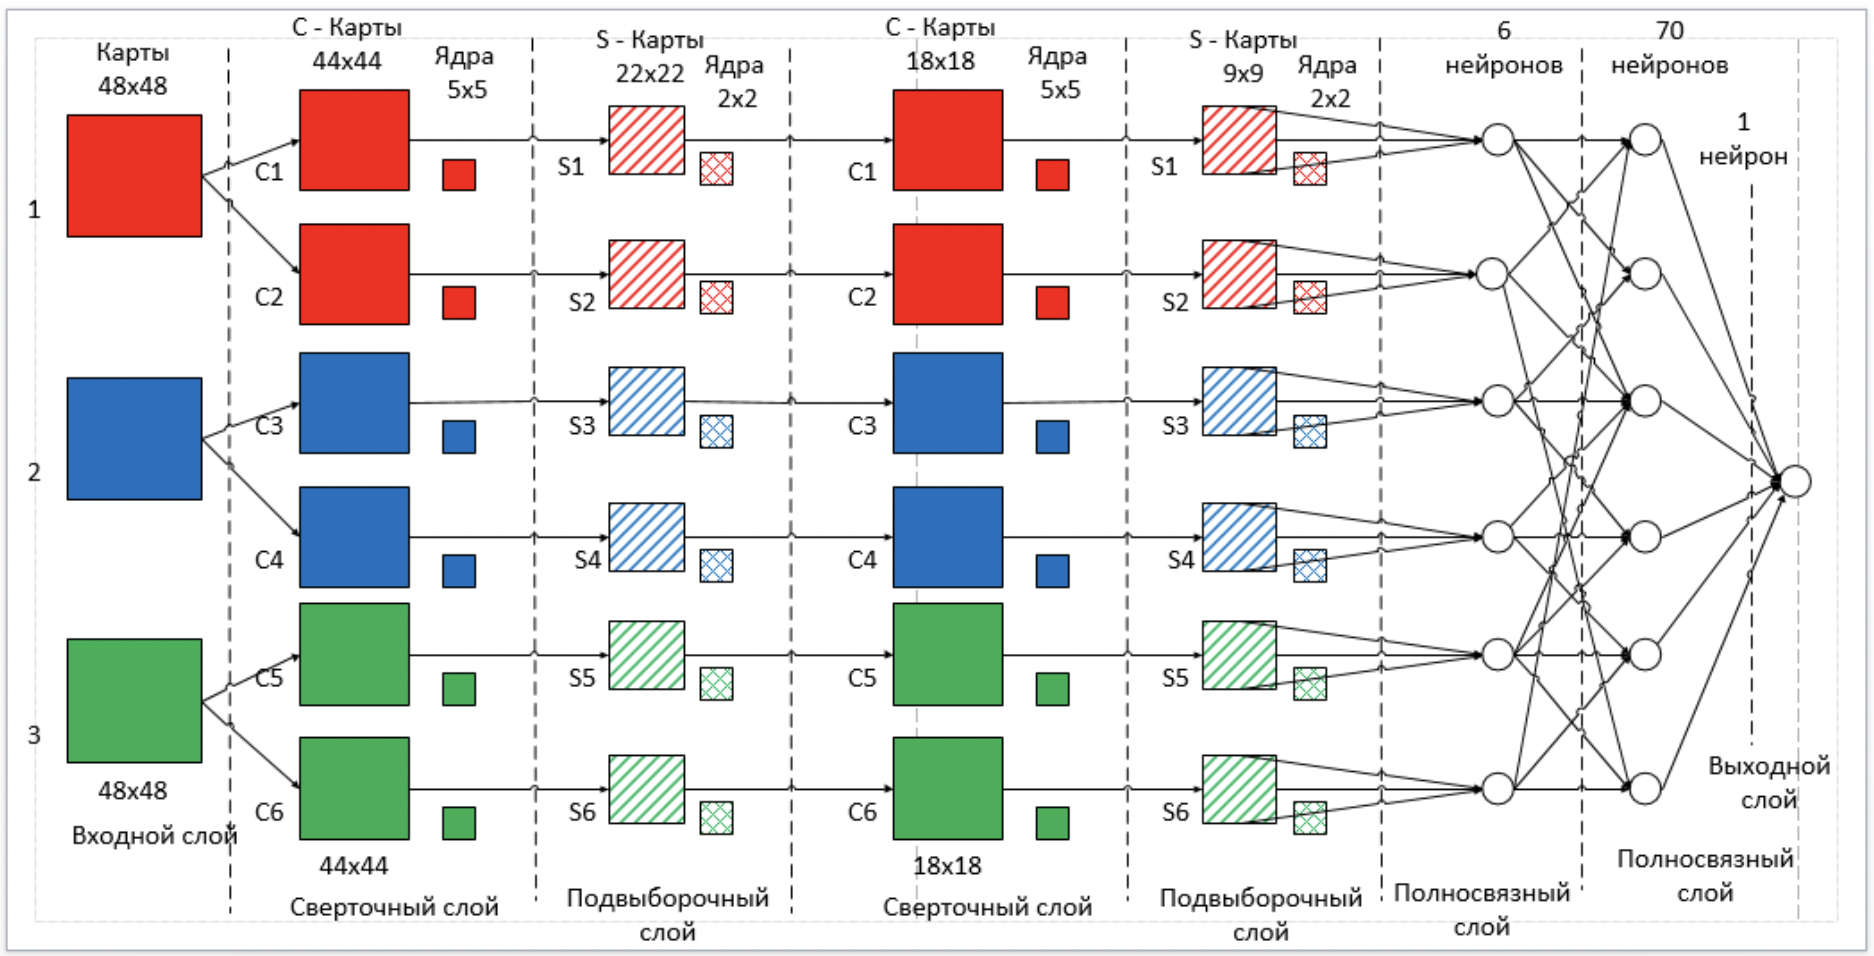 Карты
48x48
С - Карты
44x44
Ядра
5x5
S - Карты
22x22
Ядра
2x2
С - Карты
18x18
Ядра
5x5
S - Карты
9x9
Ядра
2x2
6
нейронов
70
нейронов
1
нейрон
1
C1
S1
C1
S1
C2
S2
C2
S2
2
C3
S3
C3
S3
C4
S4
C4
S4
3
C5
S5
C5
S5
C6
S6
C6
S6
48x48
Входной слой
44x44
Сверточный слой
Подвыборочный
слой
18x18
Сверточный слой
Подвыборочный
слой
Полносвязный
слой
Полносвязный
слой
Выходной
слой